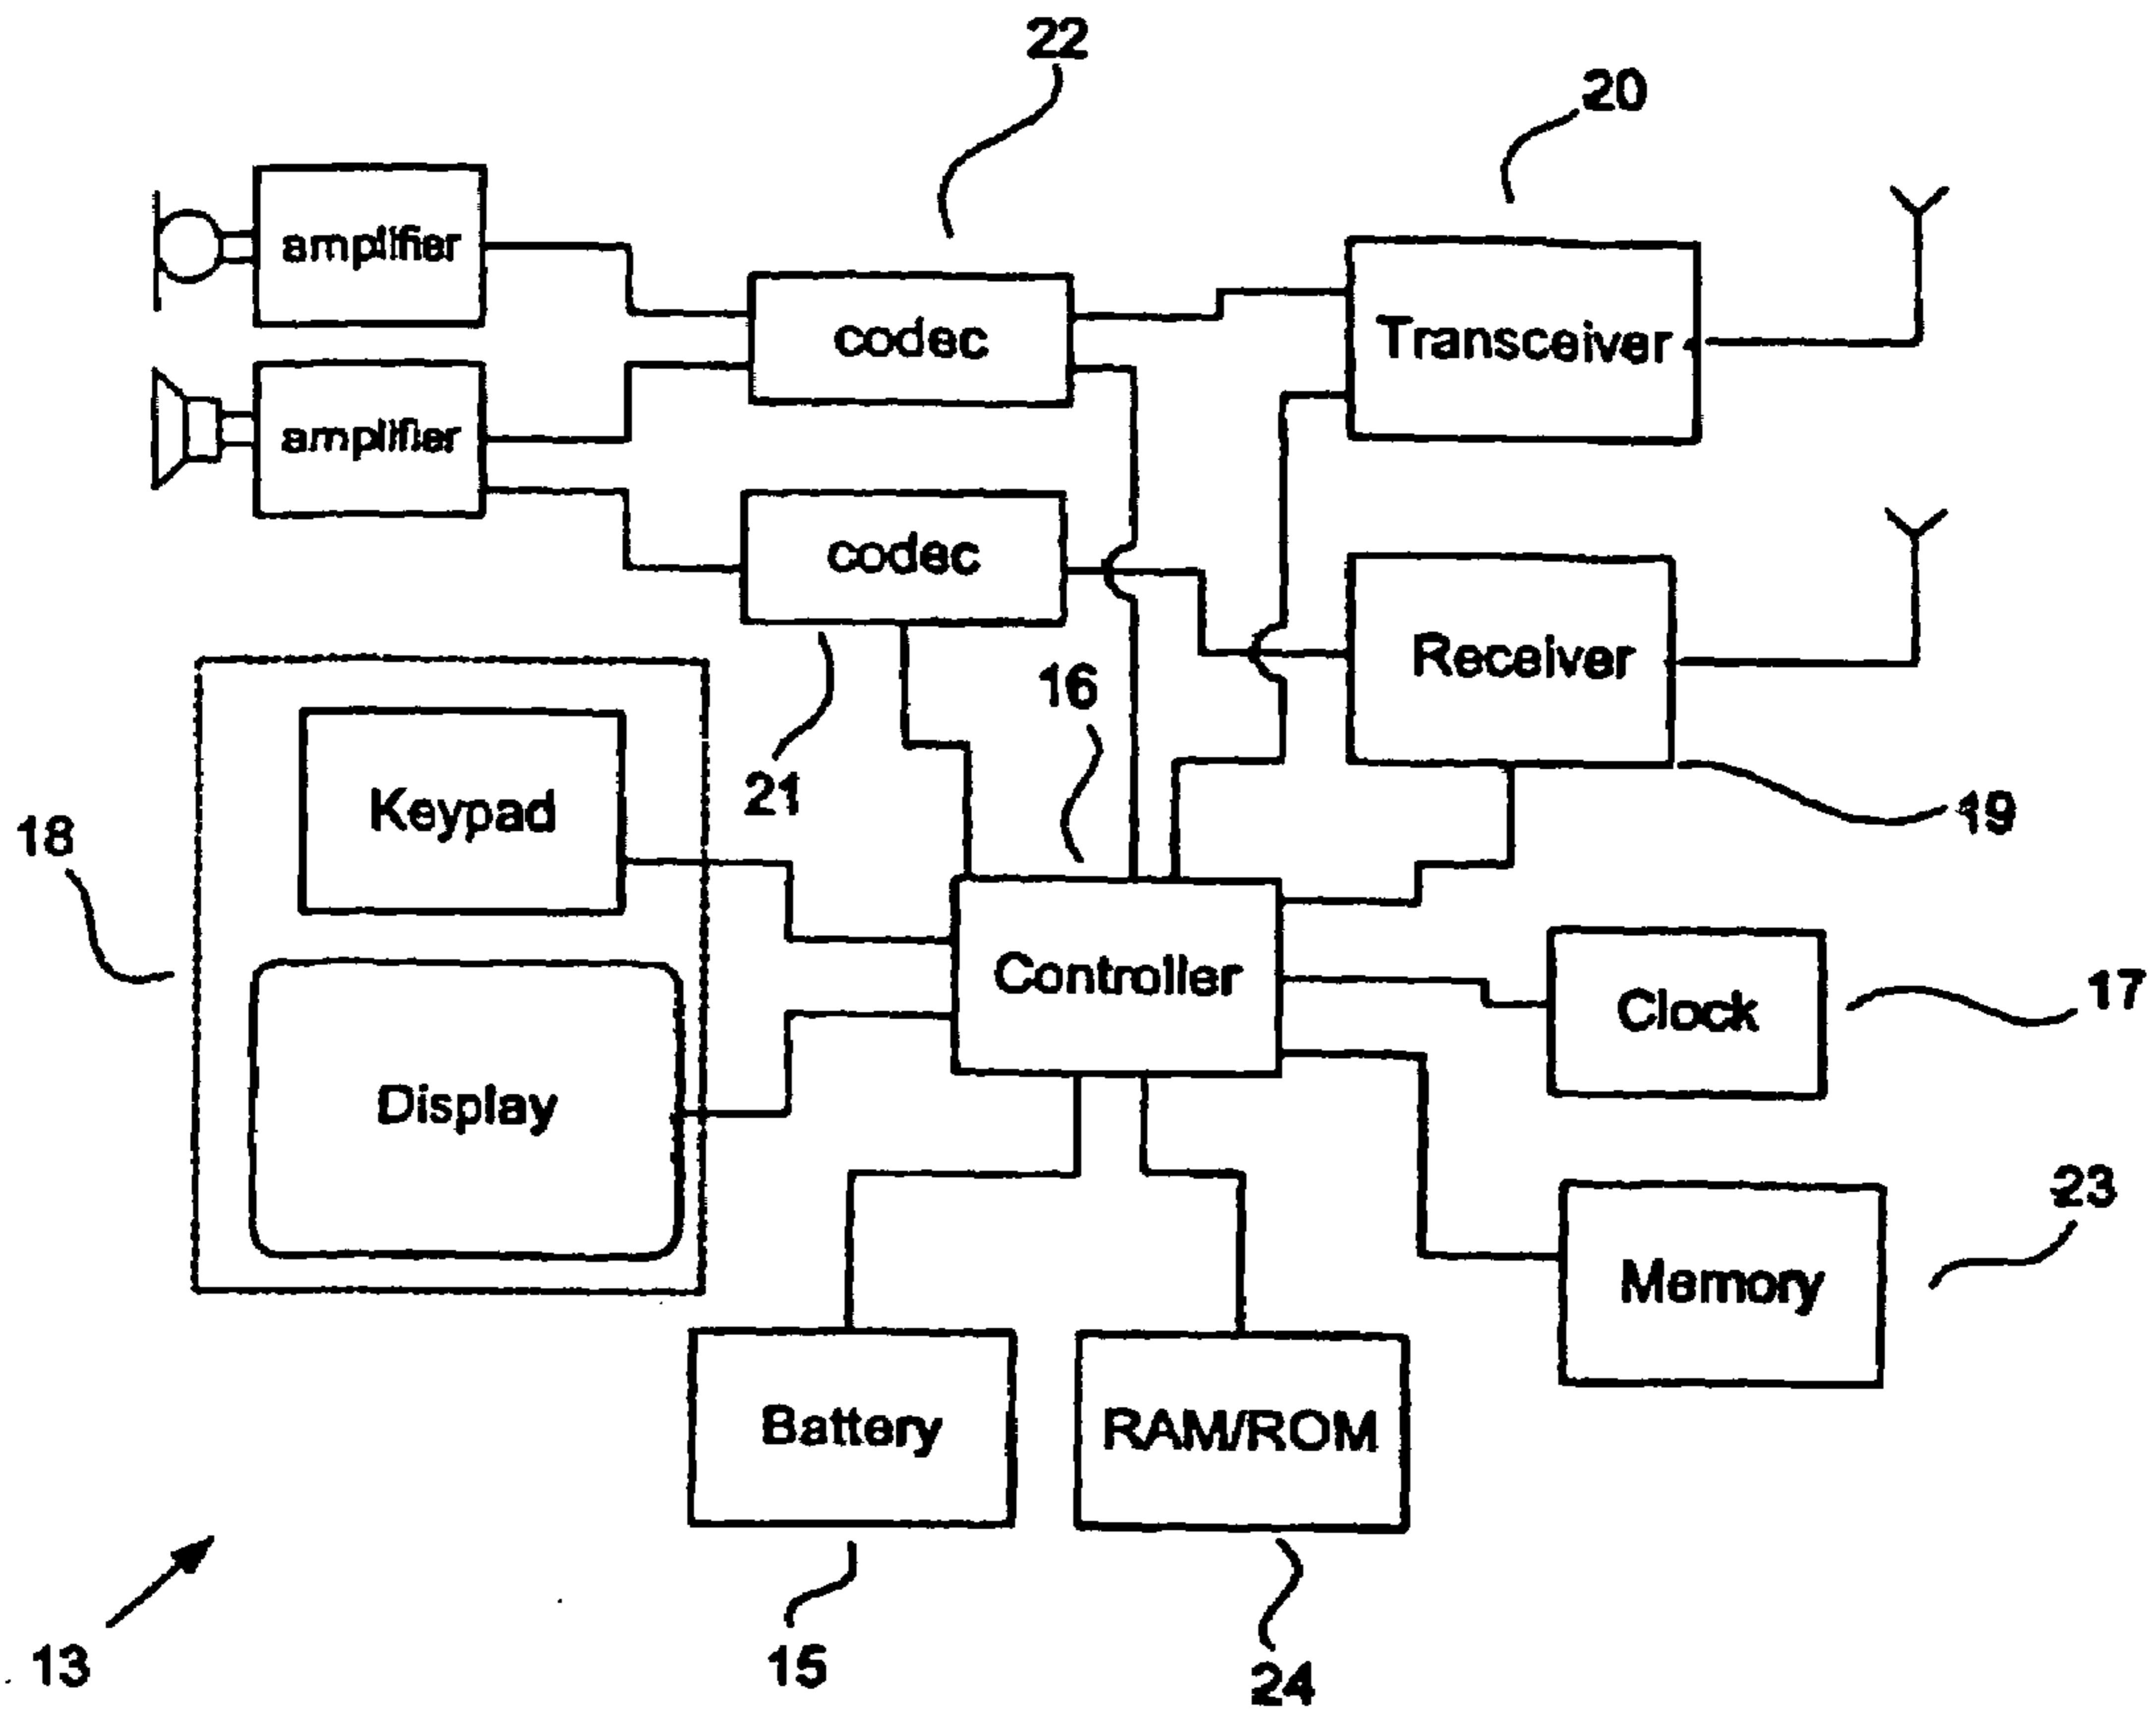 22
20
amplifier
codec
Transceiver
amplifier
codec
Receiver
16
21
Keypad
19
18
Controller
Clock
17
Display
23
Memory
Battery
RAM/ROM
13
15
24